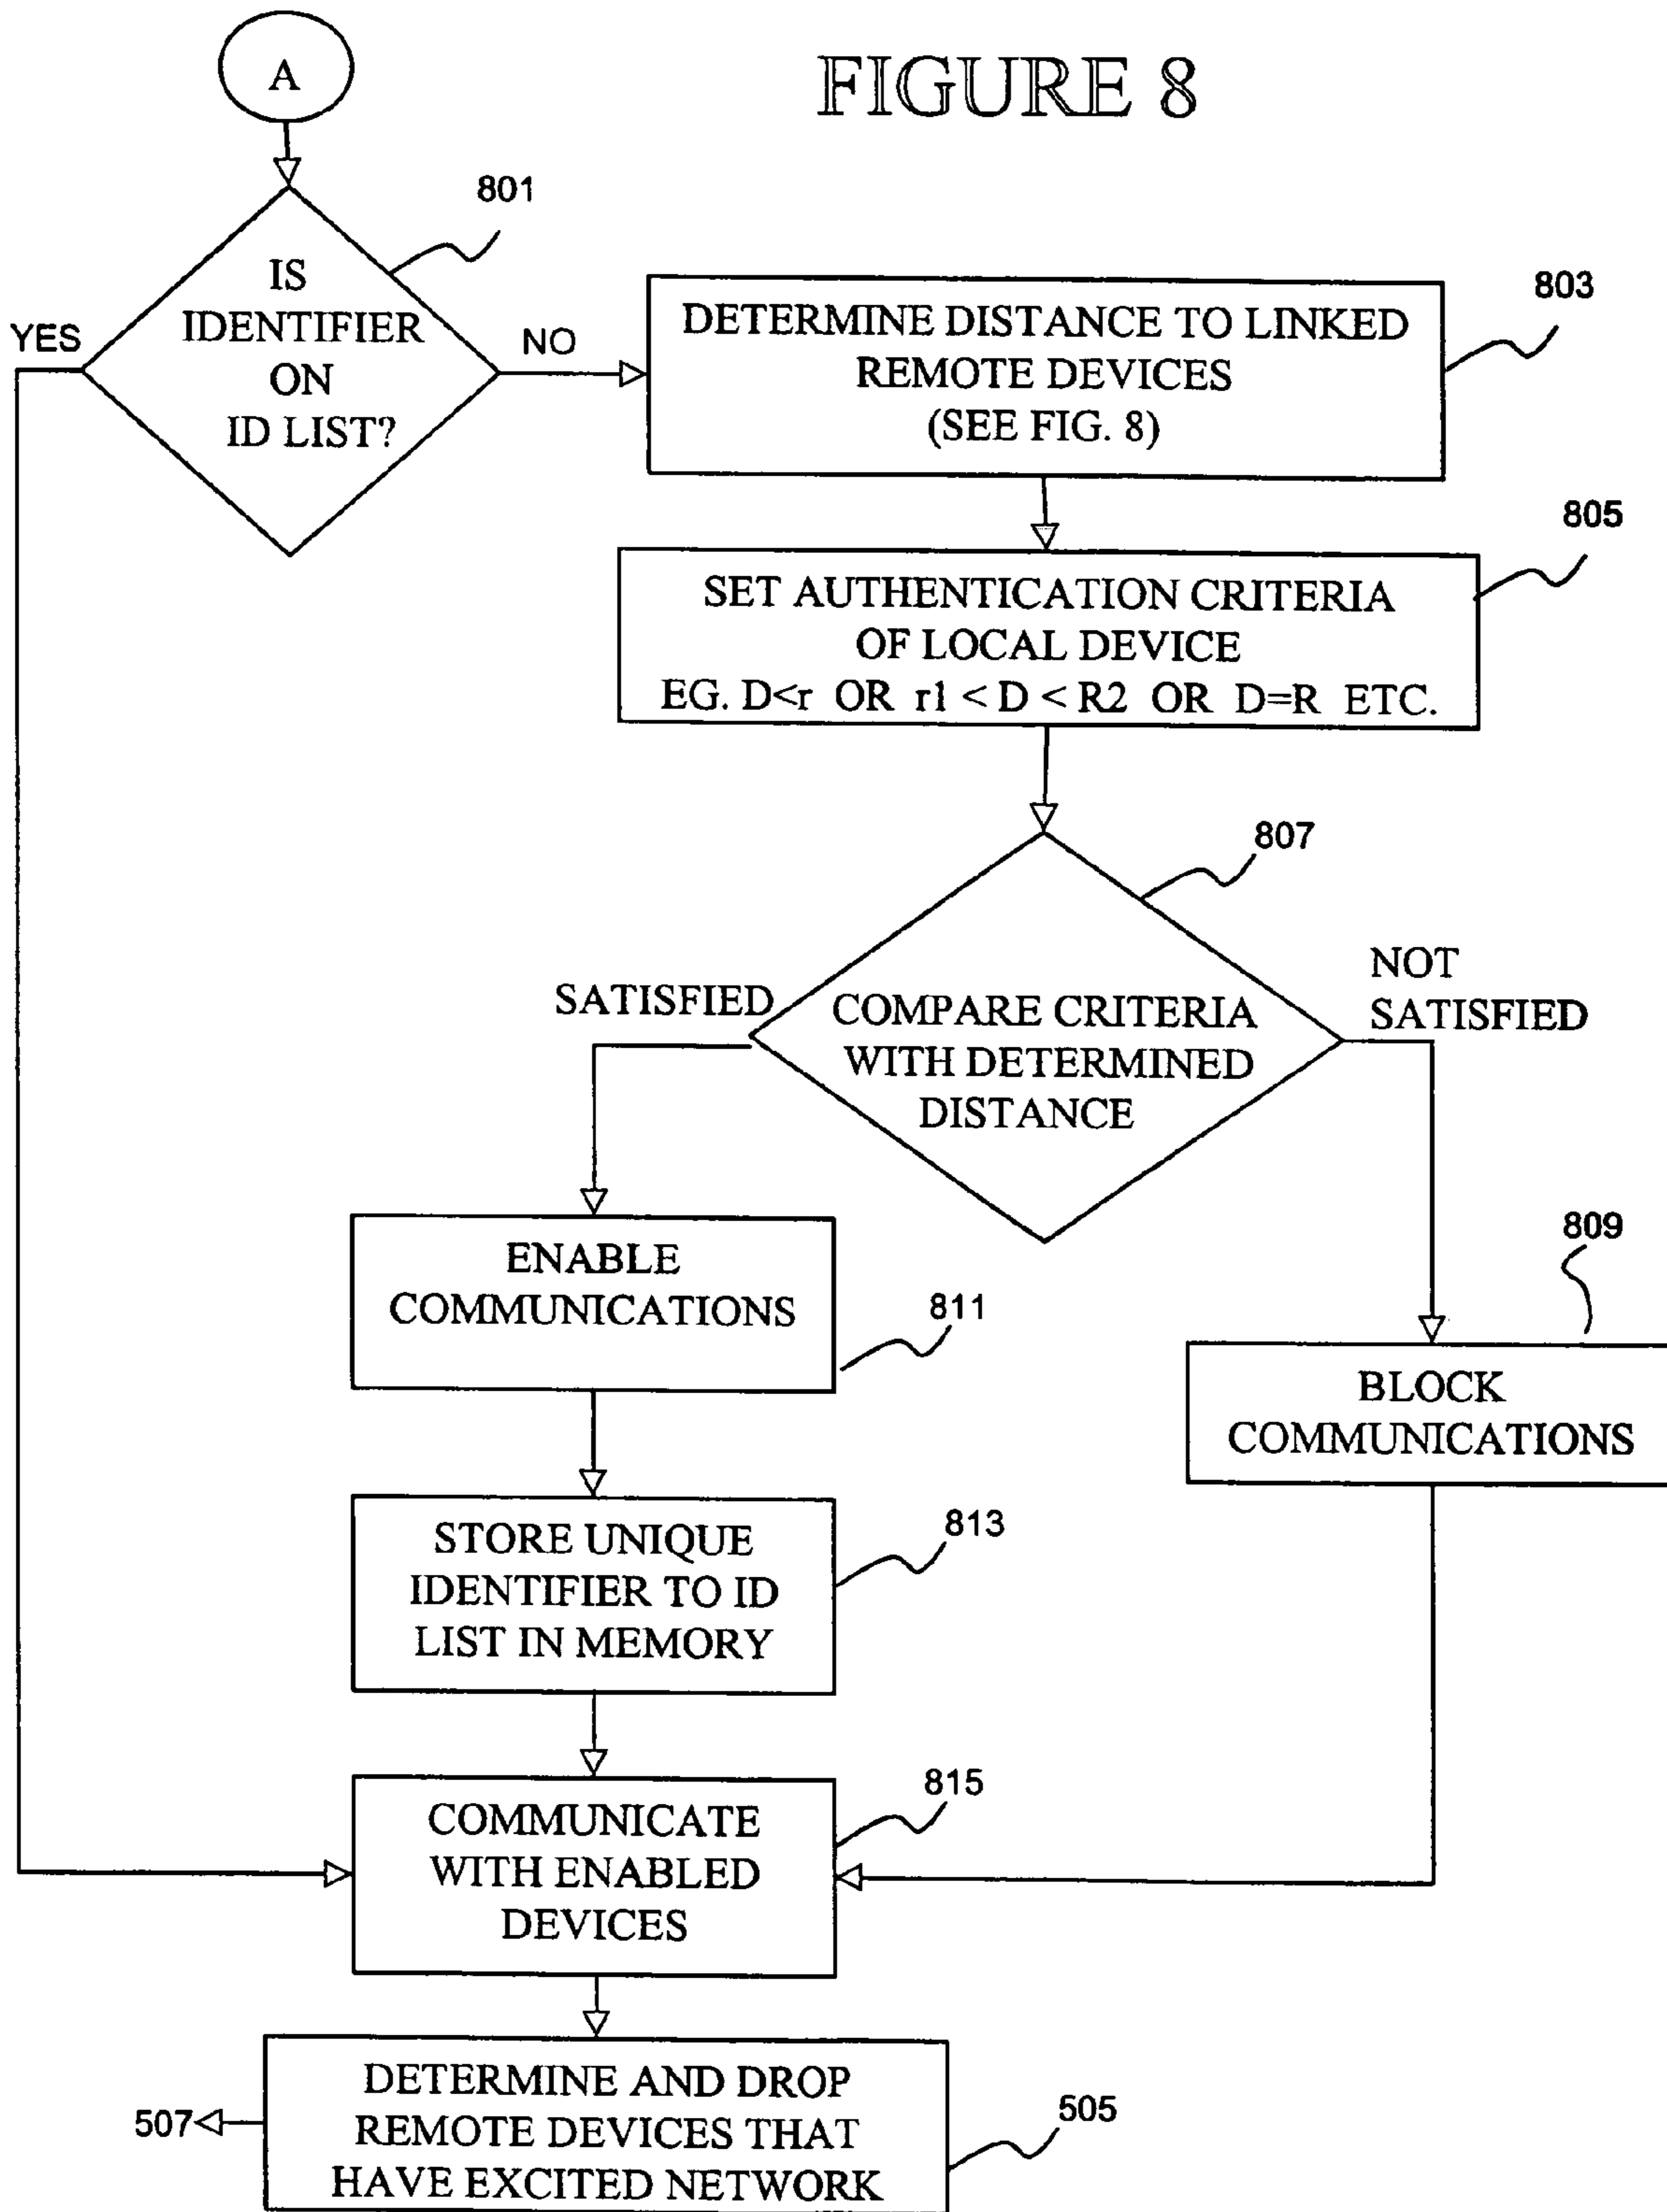 FIGURE 8
A
801
IS
IDENTIFIER
ON
ID LIST?
YES
NO
803
DETERMINE DISTANCE TO LINKED
REMOTE DEVICES
(SEE FIG. 8)
805
SET AUTHENTICATION CRITERIA
OF LOCAL DEVICE
EG. D<r OR r1 < D < R2 OR D=R ETC.
807
COMPARE CRITERIA
WITH DETERMINED
DISTANCE
SATISFIED
NOT
SATISFIED
ENABLE
COMMUNICATIONS
811
809
BLOCK
COMMUNICATIONS
STORE UNIQUE
IDENTIFIER TO ID
LIST IN MEMORY
813
COMMUNICATE
WITH ENABLED
DEVICES
815
DETERMINE AND DROP
REMOTE DEVICES THAT
HAVE EXCITED NETWORK
505
507